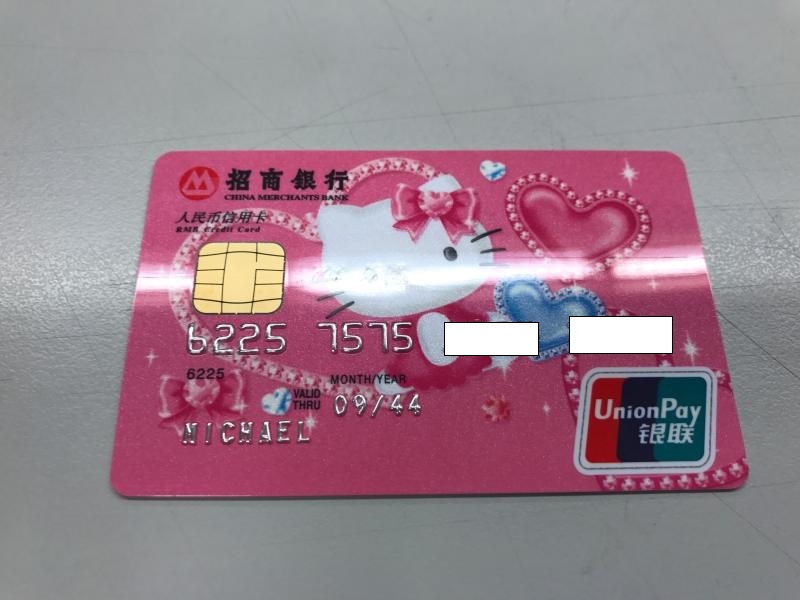 招商銀行
CHINA MERCHANTS BANK
人民币信用卡
RMB Credit Card
6225 7575
6225
MONTH/YEAR
VALID
THRU
09/44
MICHAEL
UnionPay
银联